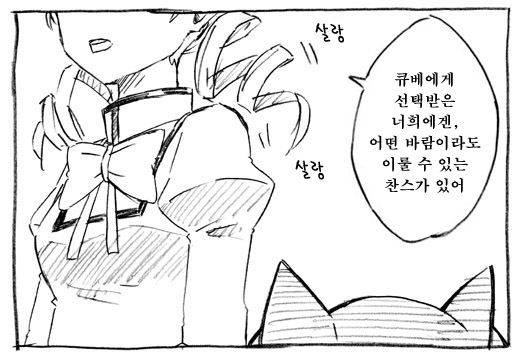 살랑
살랑
큐베에게
선택받은
너희에겐,
어떤 바람이라도
이룰 수 있는
찬스가 있어